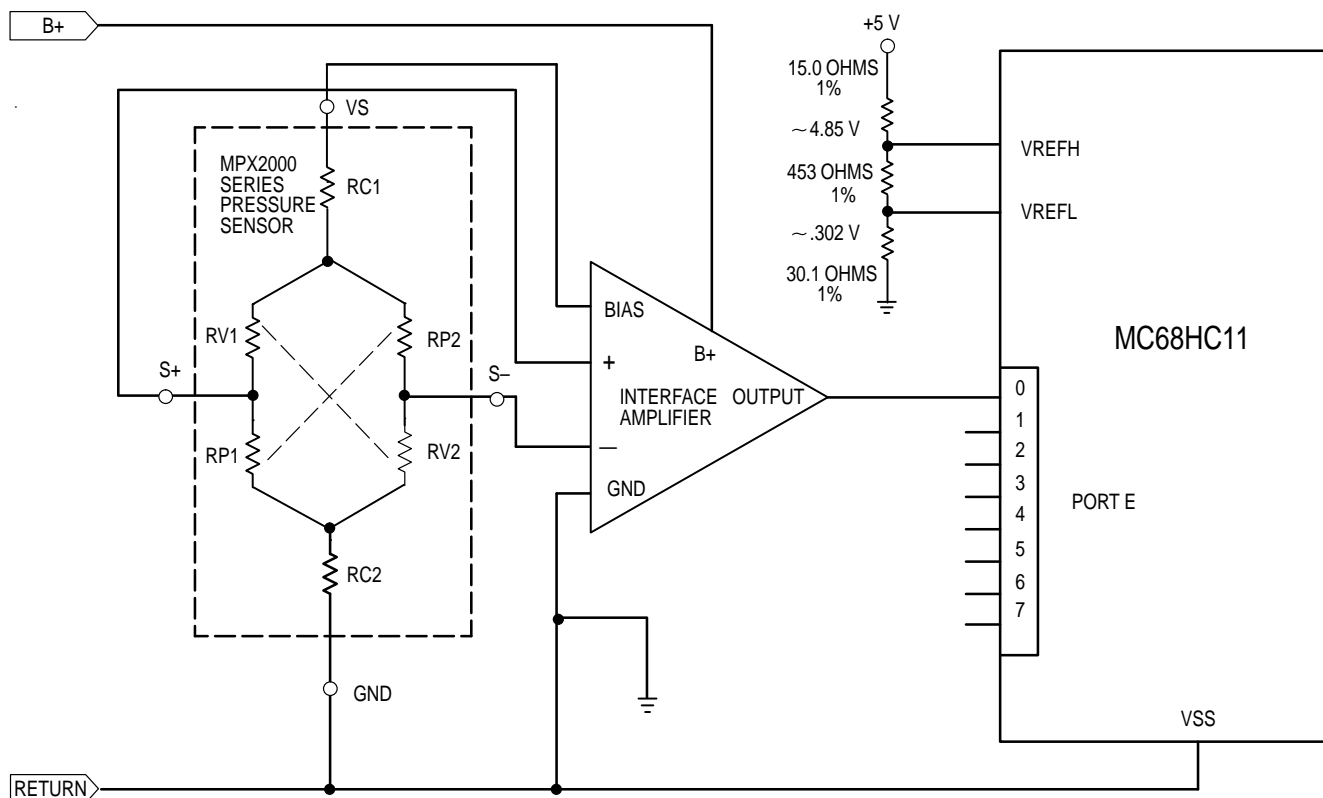 B+
+5 V
15.0 OHMS
1%
~4.85 V
453 OHMS
1%
~.302 V
30.1 OHMS
1%
VREFH
VREFL
MC68HC11
VS
MPX2000
SERIES
PRESSURE
SENSOR
RC1
RV1
RP2
S+
S–
RP1
RV2
RC2
GND
BIAS
B+
+
INTERFACE
AMPLIFIER
OUTPUT
—
GND
0
1
2
3
4
5
6
7
PORT E
VSS
RETURN